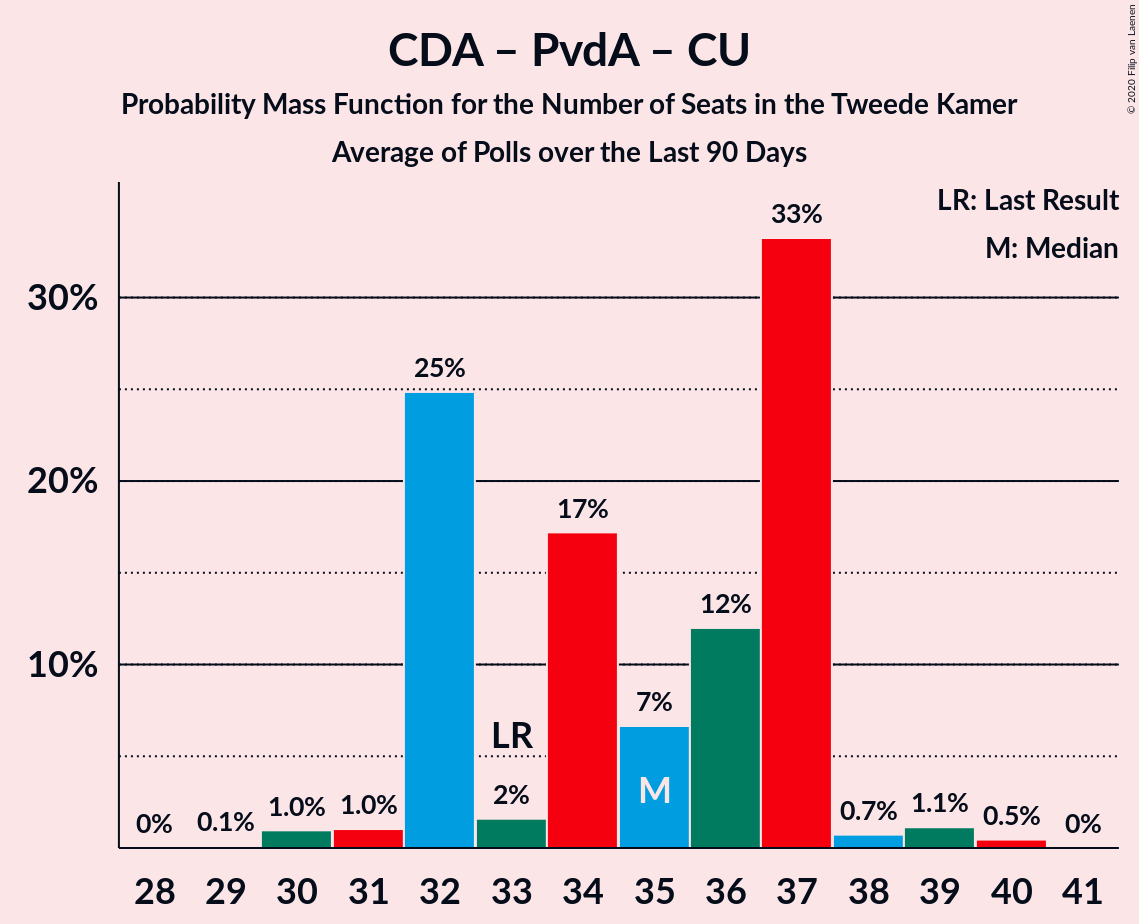 CDA – PvdA – CU
Probability Mass Function for the Number of Seats in the Tweede Kamer
Average of Polls over the Last 90 Days
© 2020 Filip van Laenen
LR: Last Result
M: Median
30%
20%
10%
0%
0.1%
1.0%
1.0%
25%
LR
2%
17%
7%
M
12%
33%
0.7%
1.1%
0.5%
0%
28 29 30 31 32 33 34 35 36 37 38 39 40 41